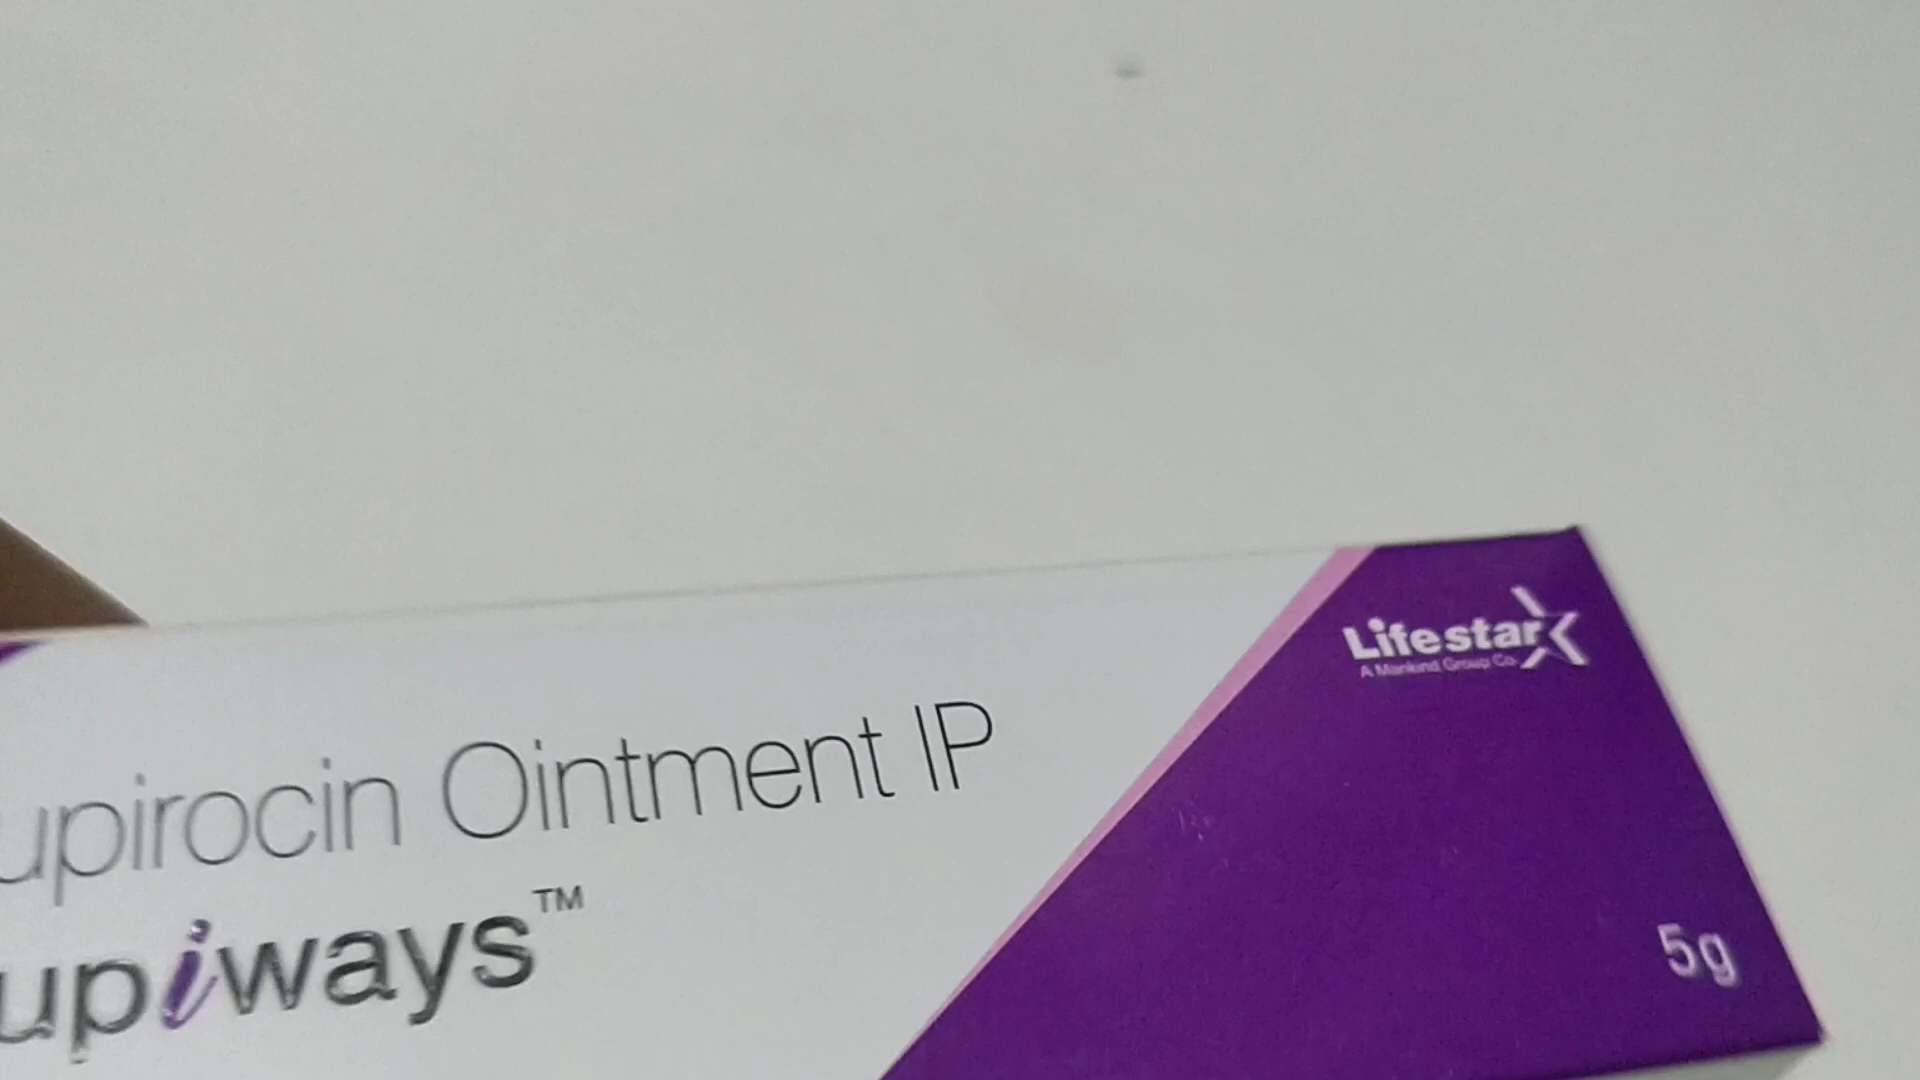 Lifestar
A Mankind Group Co.
upirocin Ointment IP
upiways™
5g